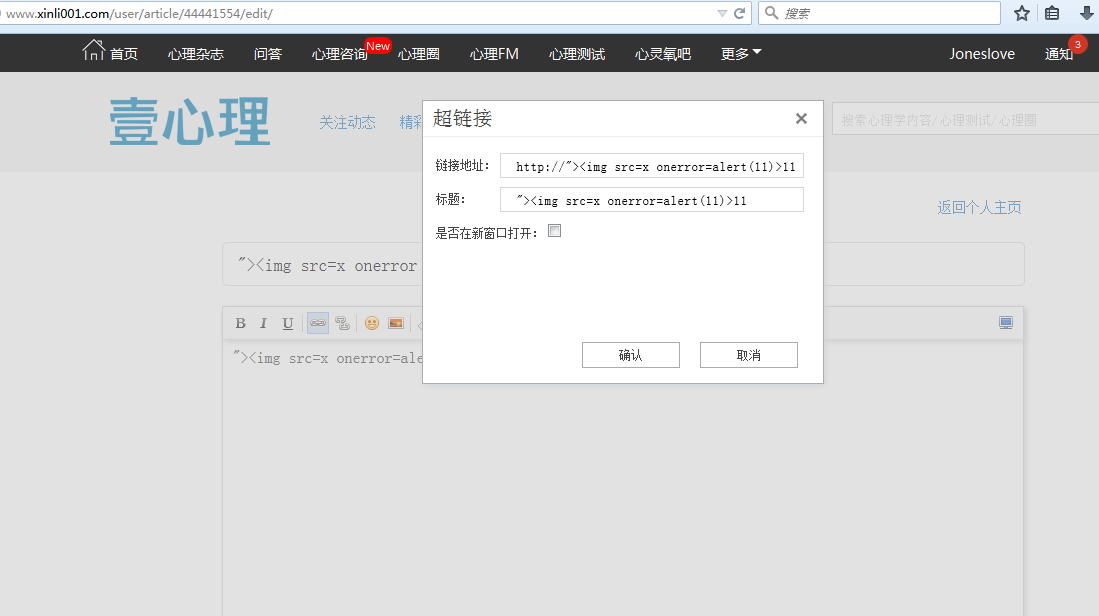 www.xinli001.com/user/article/44441554/edit/
搜索
首页 心理杂志 问答 心理咨询 New 心理圈 心理FM 心理测试 心灵氧吧 更多 Joneslove 通知 3
壹心理 关注动态 精彩
搜索心理学内容/心理测试/心理圈
超链接
链接地址: http://"><img src=x onerror=alert(11)>11
标题: "><img src=x onerror=alert(11)>11
是否在新窗口打开:
返回个人主页
"><img src=x onerror
B I U
"><img src=x onerror=ale
确认 取消